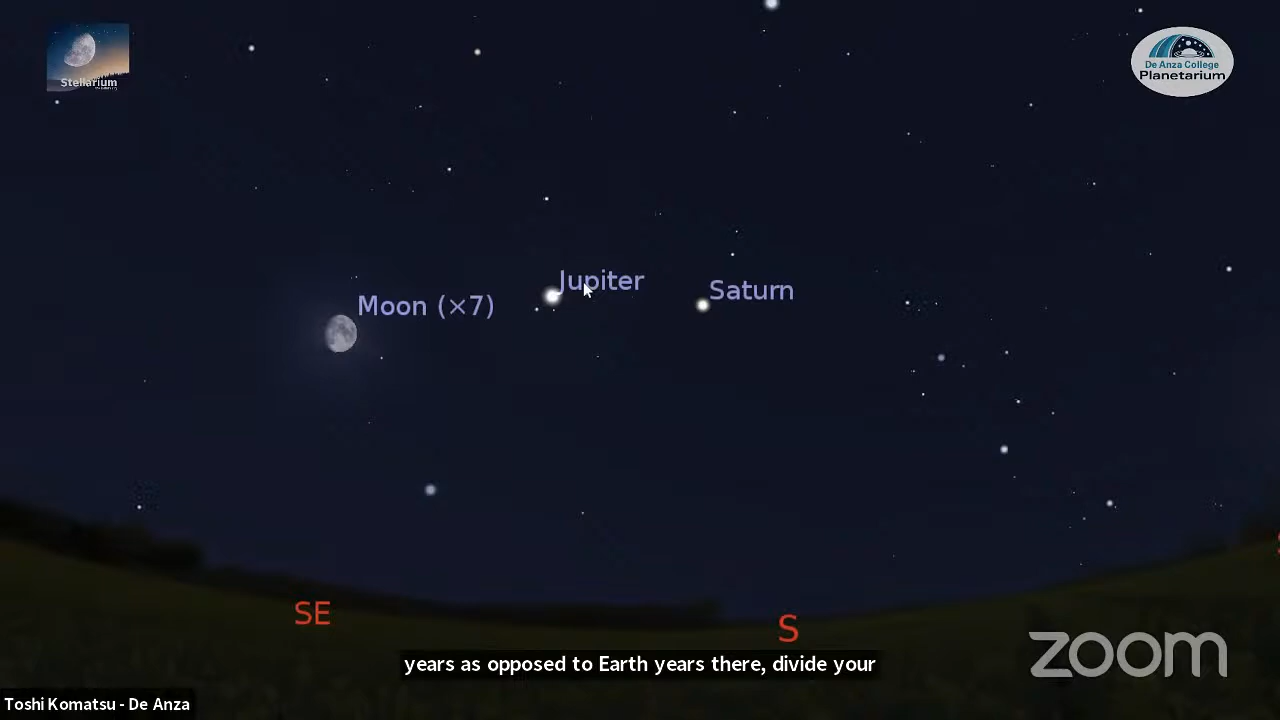 Stellarium
De Anza College
Planetarium
Jupiter
Saturn
Moon (×7)
SE
S
zoom
years as opposed to Earth years there, divide your
Toshi Komatsu - De Anza